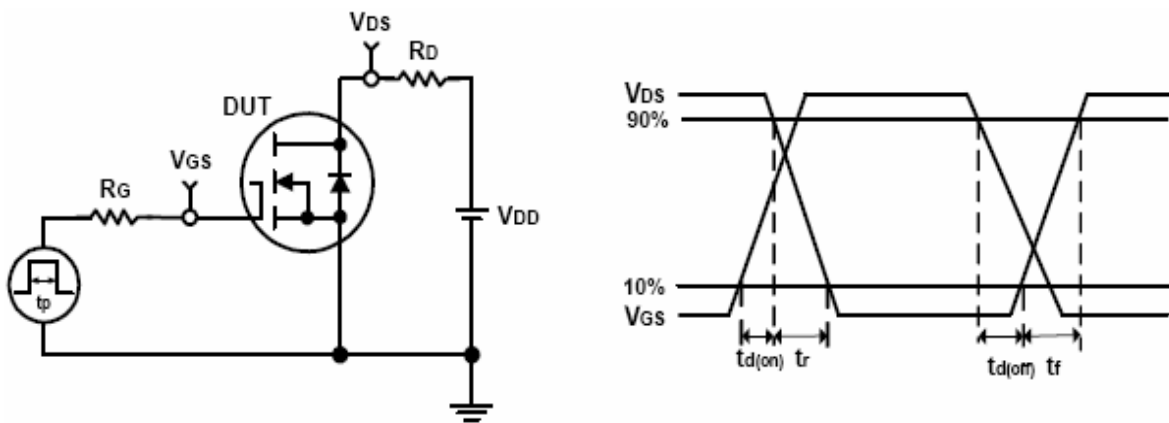 VDS
RD
DUT
VGS
RG
VDD
tp
VDS
90%
10%
VGS
td(on) tr
td(off) tf